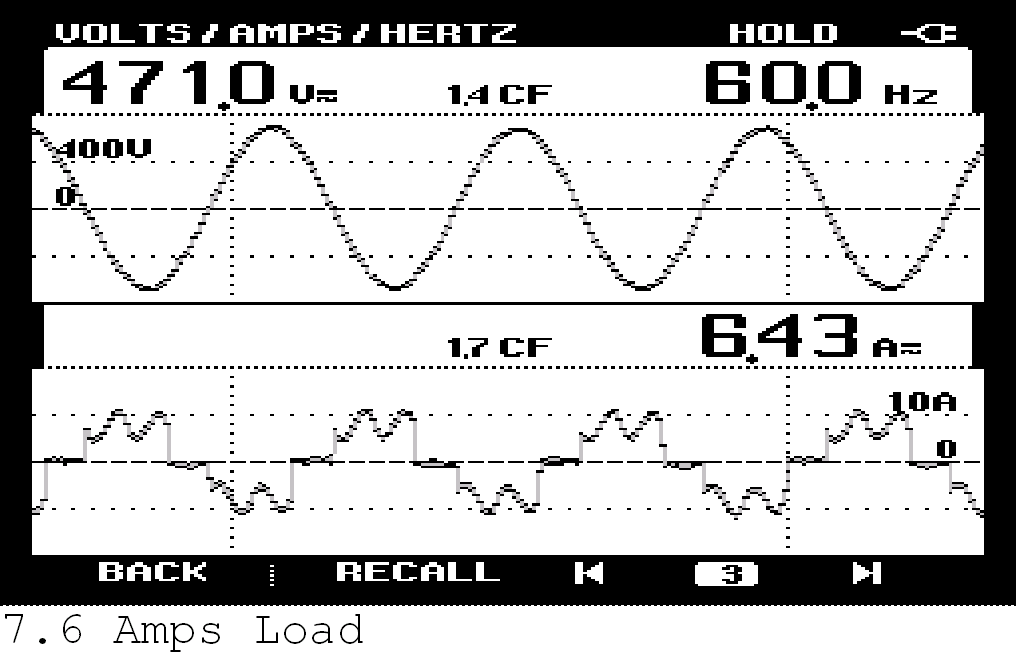 VOLTS / AMPS / HERTZ HOLD
471.0 V≂ 1.4 CF 60.0 Hz
400V
0
1.7 CF 6.43 A≂
10A
0
BACK RECALL 3
7.6 Amps Load